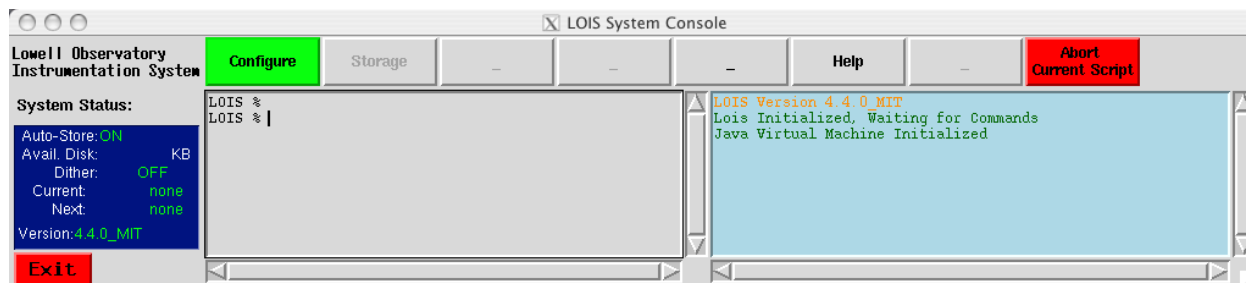 LOIS System Console
Lowell Observatory
Instrumentation System
Configure
Storage
_
_
_
Help
_
Abort
Current Script
System Status:
Auto-Store:ON
Avail. Disk: KB
Dither: OFF
Current: none
Next: none
Version:4.4.0_MIT
Exit
LOIS %
LOIS %
LOIS Version 4.4.0_MIT
Lois Initialized, Waiting for Commands
Java Virtual Machine Initialized